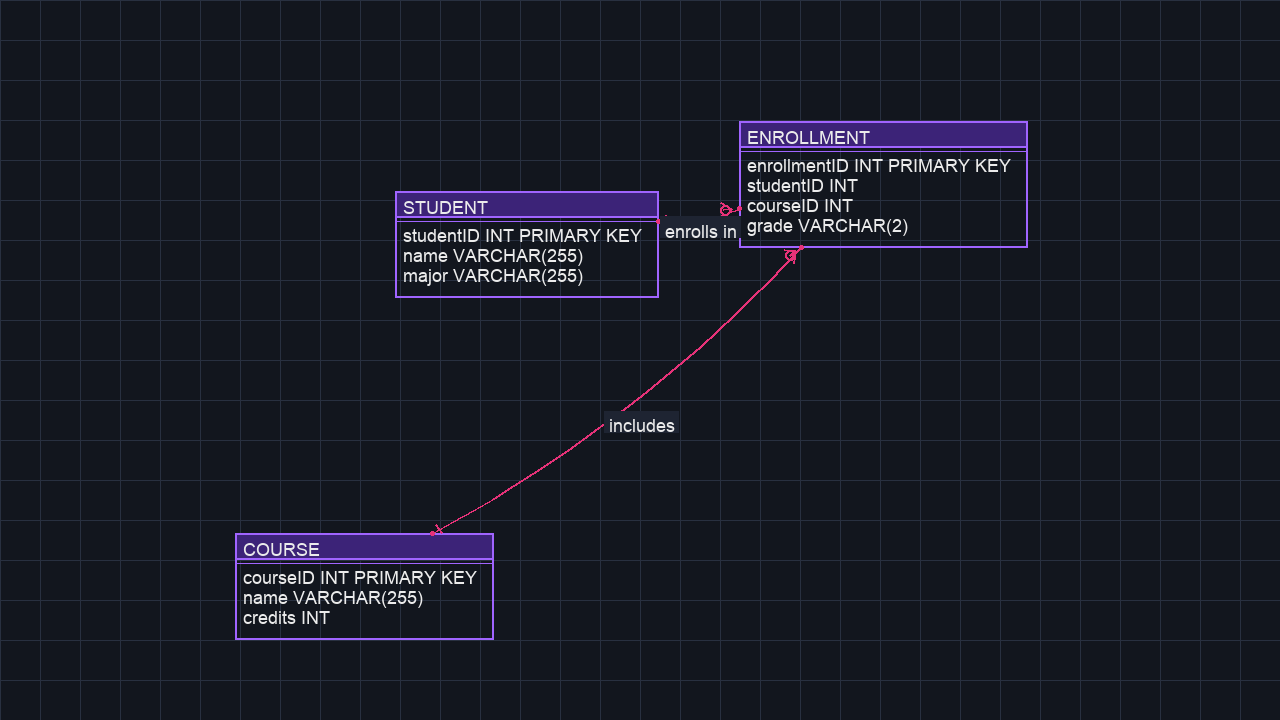 ENROLLMENT
enrollmentID INT PRIMARY KEY
studentID INT
courseID INT
grade VARCHAR(2)
STUDENT
studentID INT PRIMARY KEY
name VARCHAR(255)
major VARCHAR(255)
enrolls in
includes
COURSE
courseID INT PRIMARY KEY
name VARCHAR(255)
credits INT